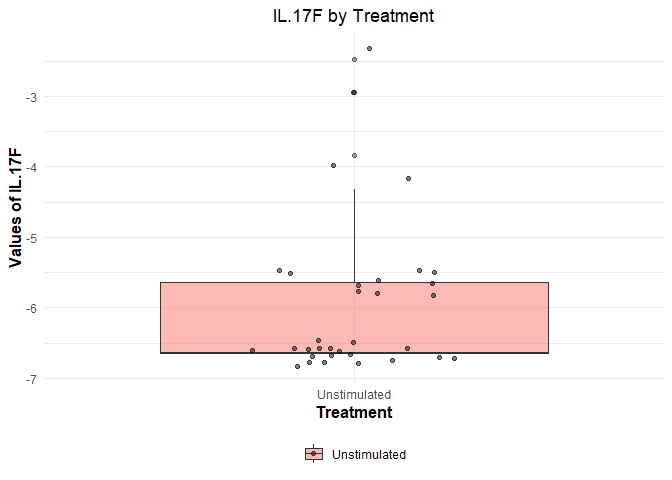 IL.17F by Treatment
Values of IL.17F
-3
-4
-5
-6
-7
Unstimulated
Treatment
Unstimulated